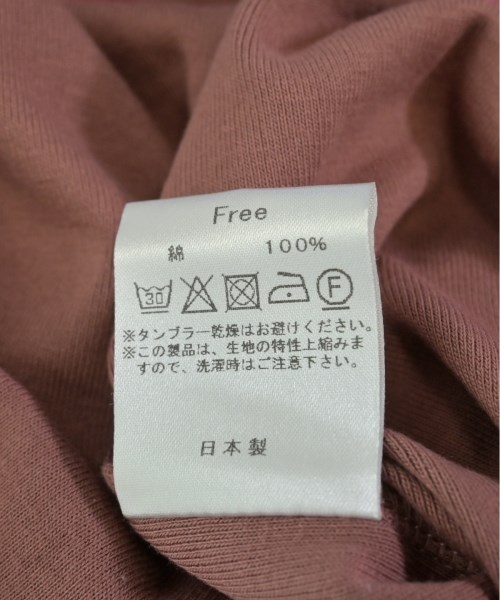 Free
綿 100%
30 F
※タンブラー乾燥はお避けください。
※この製品は、生地の特性上縮みま
すので、洗濯時はご注意下さい。
日本製